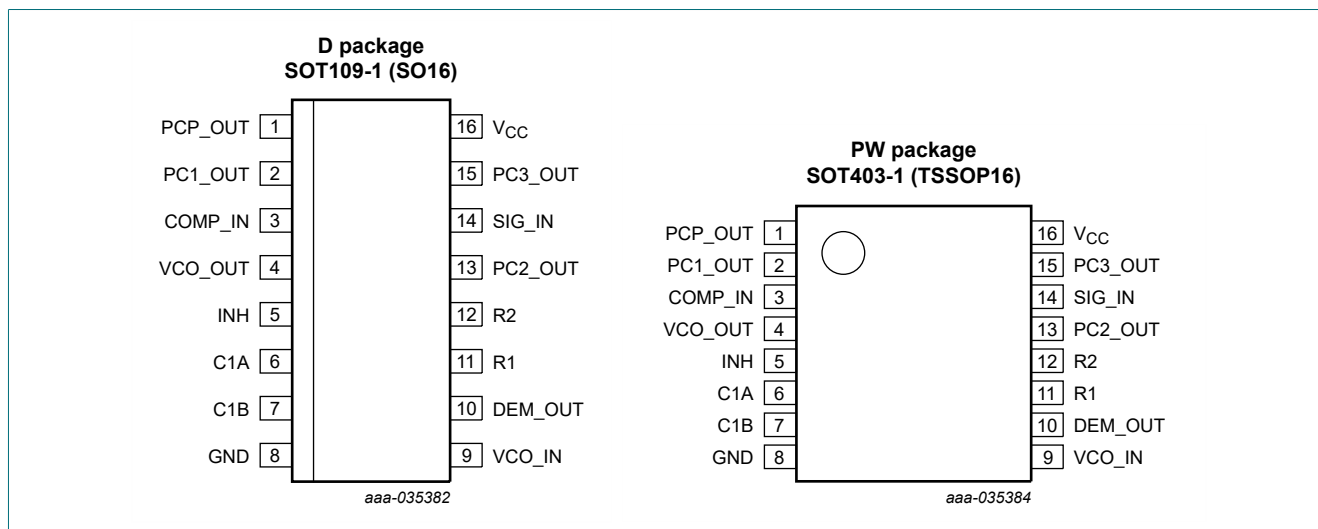 D package
SOT109-1 (SO16)
PCP_OUT 1 16 VCC
PC1_OUT 2 15 PC3_OUT
COMP_IN 3 14 SIG_IN
VCO_OUT 4 13 PC2_OUT
INH 5 12 R2
C1A 6 11 R1
C1B 7 10 DEM_OUT
GND 8 9 VCO_IN
aaa-035382
PW package
SOT403-1 (TSSOP16)
PCP_OUT 1 16 VCC
PC1_OUT 2 15 PC3_OUT
COMP_IN 3 14 SIG_IN
VCO_OUT 4 13 PC2_OUT
INH 5 12 R2
C1A 6 11 R1
C1B 7 10 DEM_OUT
GND 8 9 VCO_IN
aaa-035384